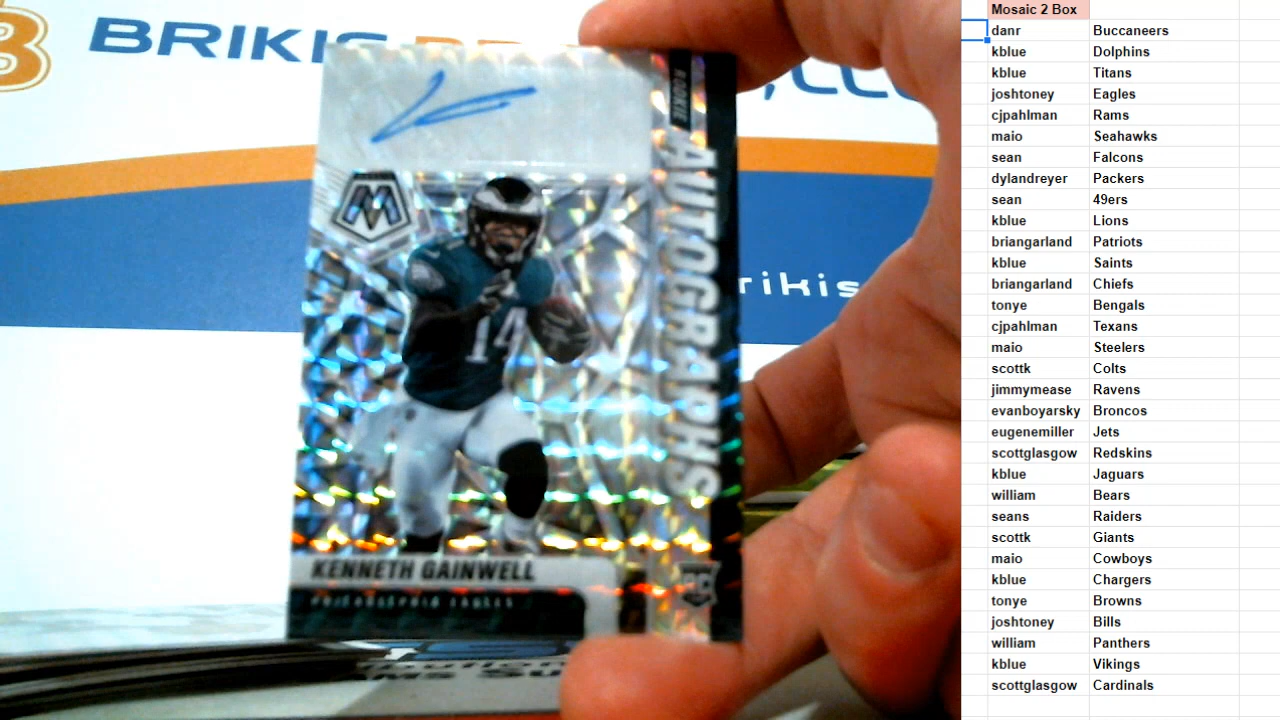 BRIKIS
LLC
ROOKIE
AUTOGRAPHS
M
14
rikis
KENNETH GAINWELL
PHILADELPHIA EAGLES
RC
Mosaic 2 Box
danr Buccaneers
kblue Dolphins
kblue Titans
joshtoney Eagles
cjpahlman Rams
maio Seahawks
sean Falcons
dylandreyer Packers
sean 49ers
kblue Lions
briangarland Patriots
kblue Saints
briangarland Chiefs
tonye Bengals
cjpahlman Texans
maio Steelers
scottk Colts
jimmymease Ravens
evanboyarsky Broncos
eugenemiller Jets
scottglasgow Redskins
kblue Jaguars
william Bears
seans Raiders
scottk Giants
maio Cowboys
kblue Chargers
tonye Browns
joshtoney Bills
william Panthers
kblue Vikings
scottglasgow Cardinals